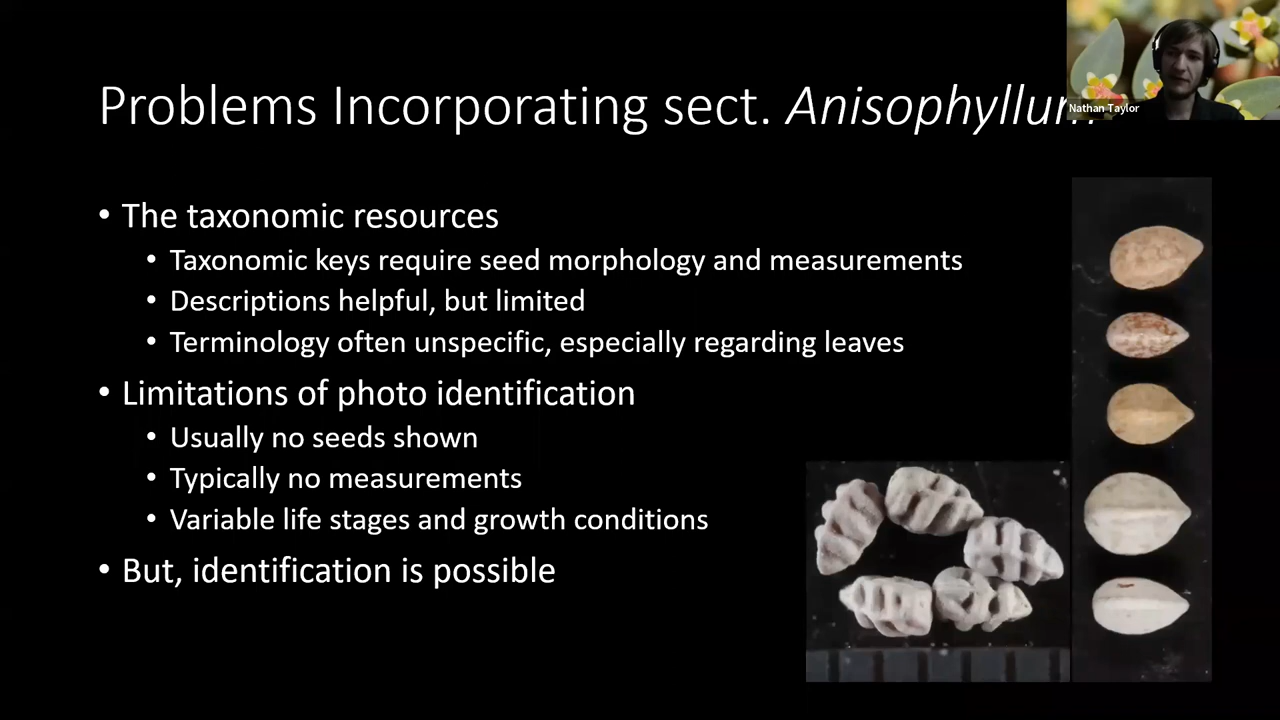 Problems Incorporating sect. Anisophyllum
Nathan Taylor
• The taxonomic resources
• Taxonomic keys require seed morphology and measurements
• Descriptions helpful, but limited
• Terminology often unspecific, especially regarding leaves
• Limitations of photo identification
• Usually no seeds shown
• Typically no measurements
• Variable life stages and growth conditions
• But, identification is possible